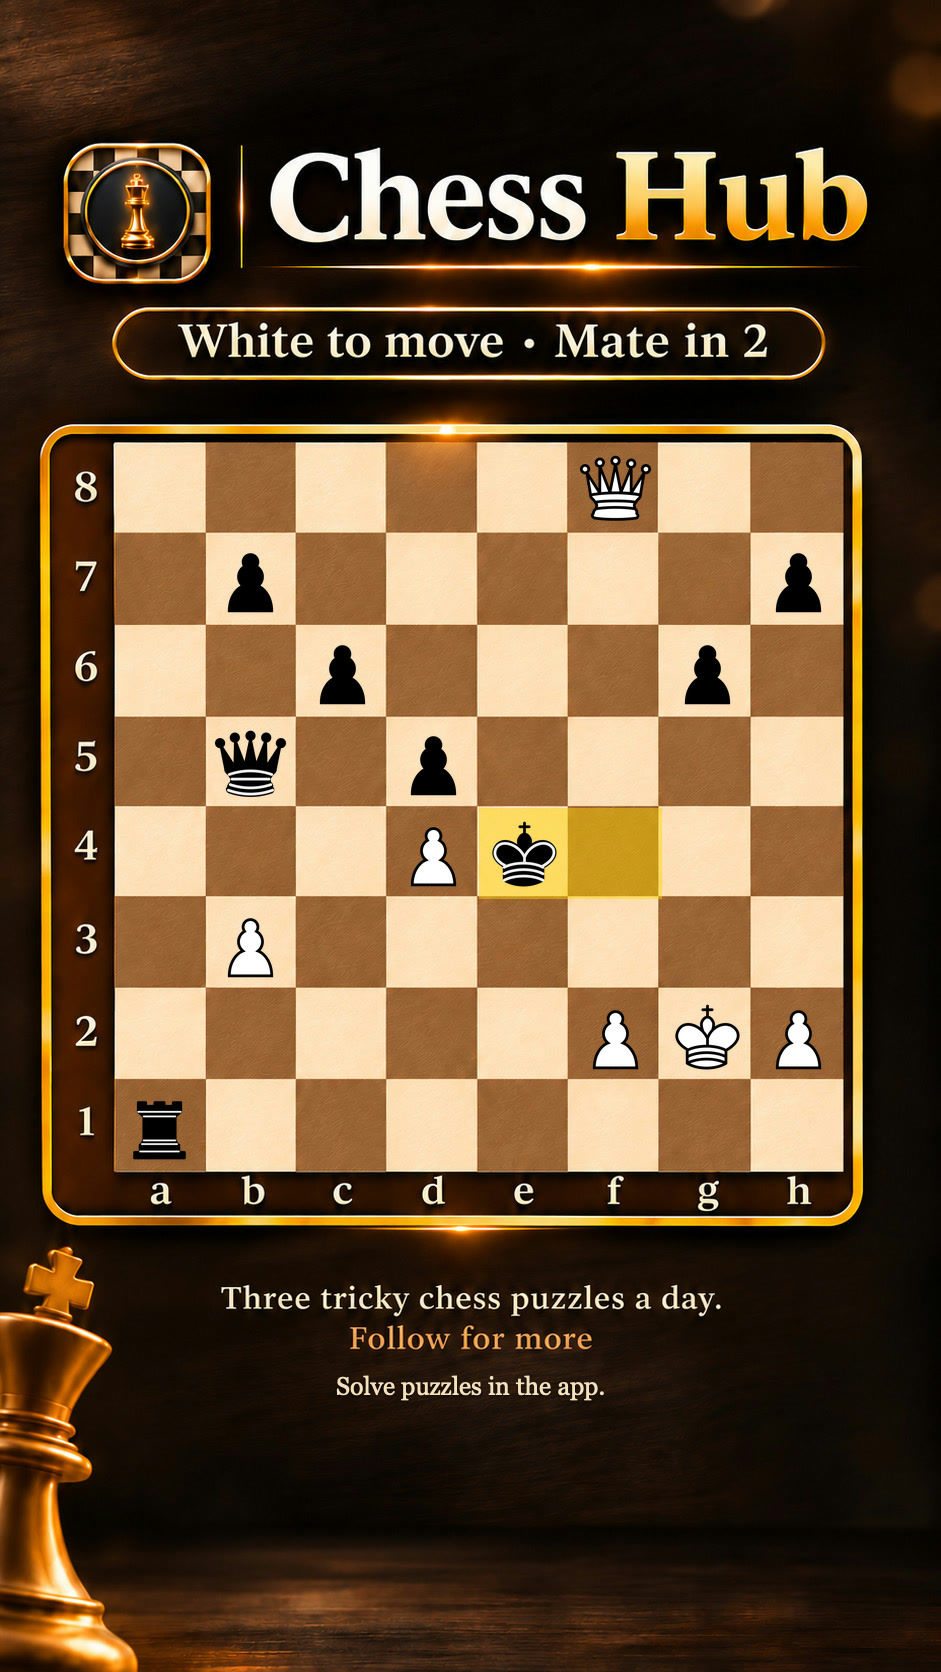 Chess Hub
White to move • Mate in 2
8
7
6
5
4
3
2
1
a b c d e f g h
Three tricky chess puzzles a day.
Follow for more
Solve puzzles in the app.